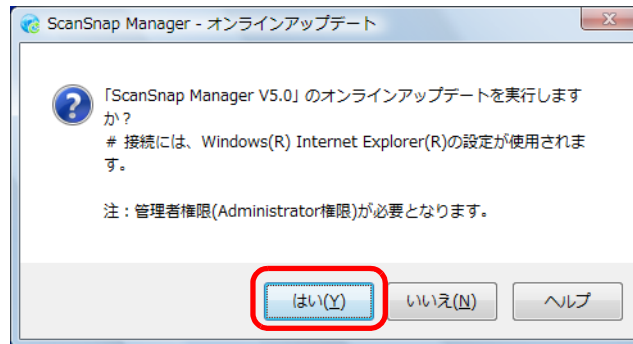 ScanSnap Manager - オンラインアップデート
「ScanSnap Manager V5.0」のオンラインアップデートを実行します
か？
# 接続には、Windows(R) Internet Explorer(R)の設定が使用されま
す。
注：管理者権限(Administrator権限)が必要となります。
はい(Y) いいえ(N) ヘルプ